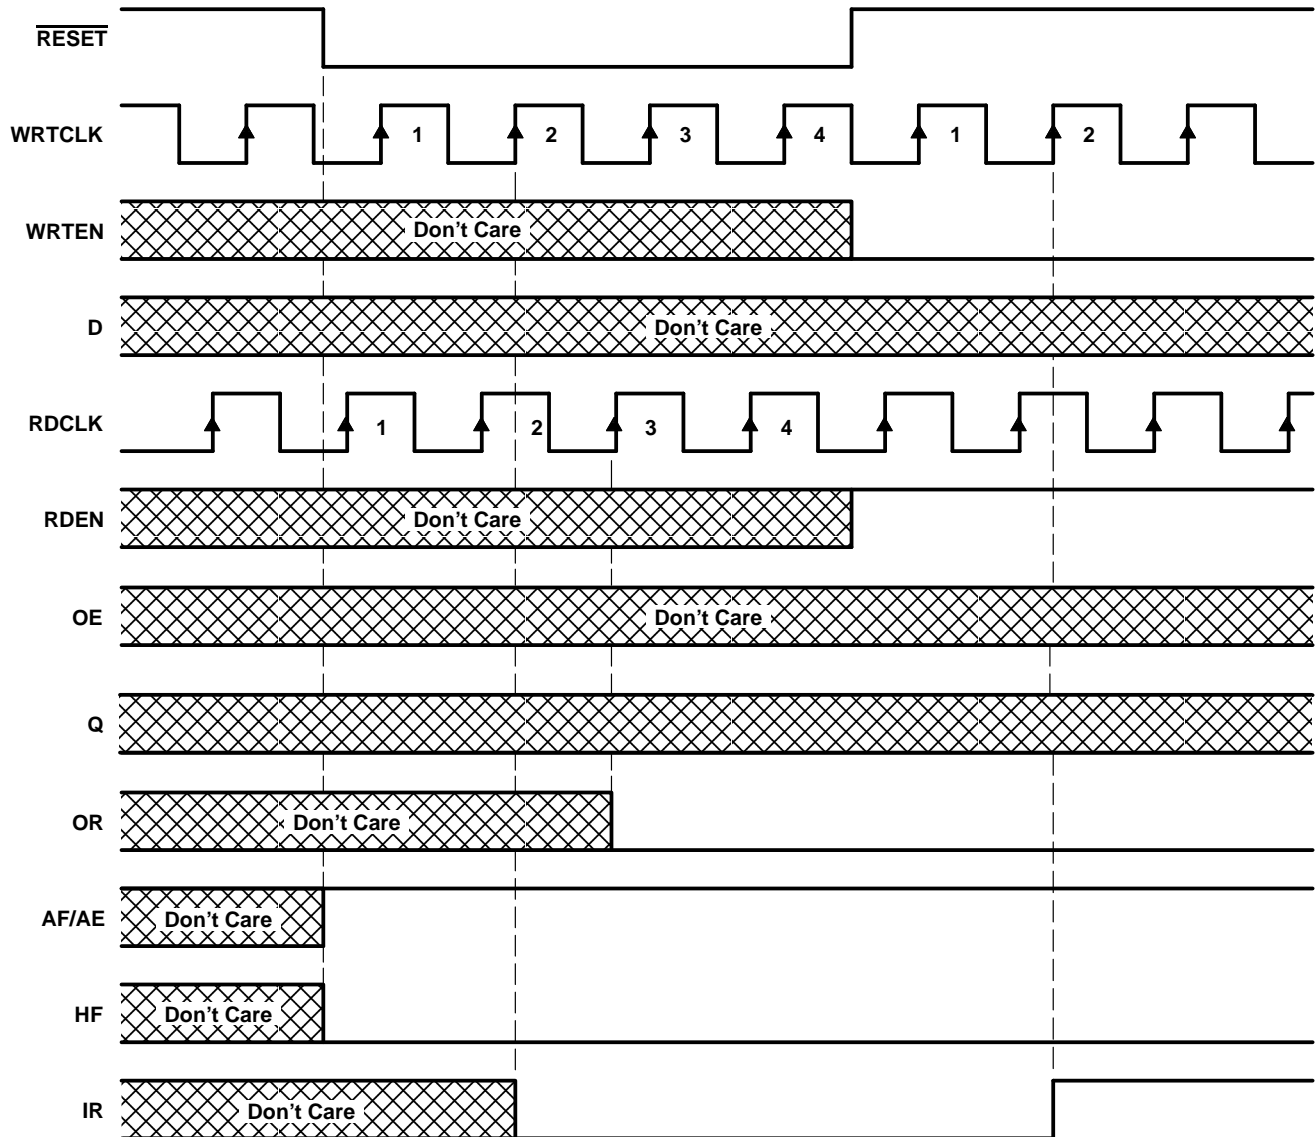 RESET
WRTCLK 1 2 3 4 1 2
WRTEN Don't Care
D Don't Care
RDCLK 1 2 3 4
RDEN Don't Care
OE Don't Care
Q
OR Don't Care
AF/AE Don't Care
HF Don't Care
IR Don't Care